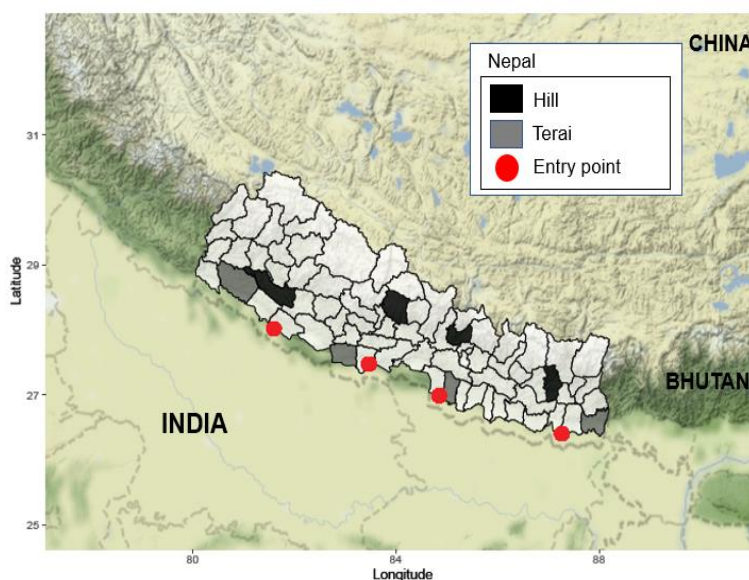 CHINA
Nepal
Hill
Terai
Entry point
31
29
27
25
Latitude
BHUTAN
INDIA
80
84
88
Longitude